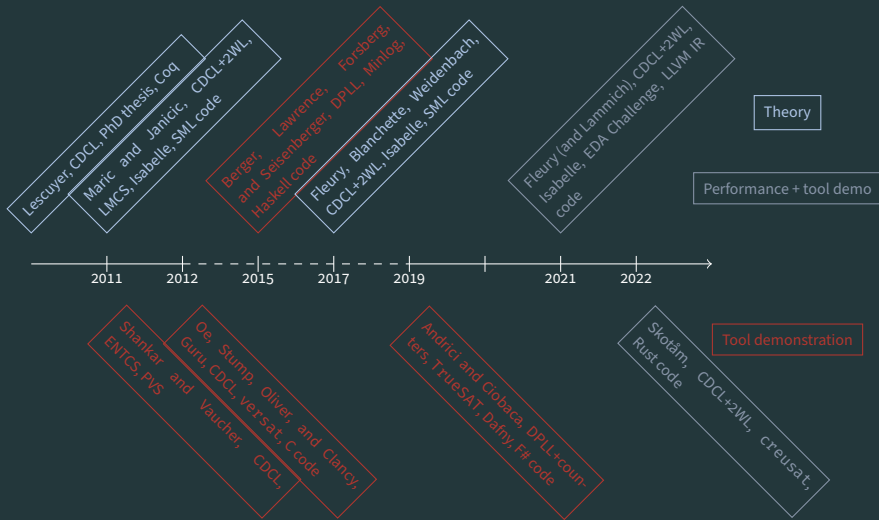 Lescuyer, CDCL, PhD thesis, Coq
Maric and Janicic, CDCL+2WL,
LMCS, Isabelle, SML code
Berger, Lawrence, Forsberg,
and Seisenberger, DPLL, Minlog,
Haskell code
Fleury, Blanchette, Weidenbach,
CDCL+2WL, Isabelle, SML code
Fleury (and Lammich), CDCL+2WL,
Isabelle, EDA Challenge, LLVM IR
code
Theory
Performance + tool demo
2011
2012
2015
2017
2019
2021
2022
Shankar and Vaucher, CDCL,
ENTCS, PVS
Oe, Stump, Oliver, and Clancy,
Guru, CDCL, versat, C code
Andrici and Ciobaca, DPLL+coun-
ters, TrueSAT, Dafny, F# code
Skotåm, CDCL+2WL, creusat,
Rust code
Tool demonstration